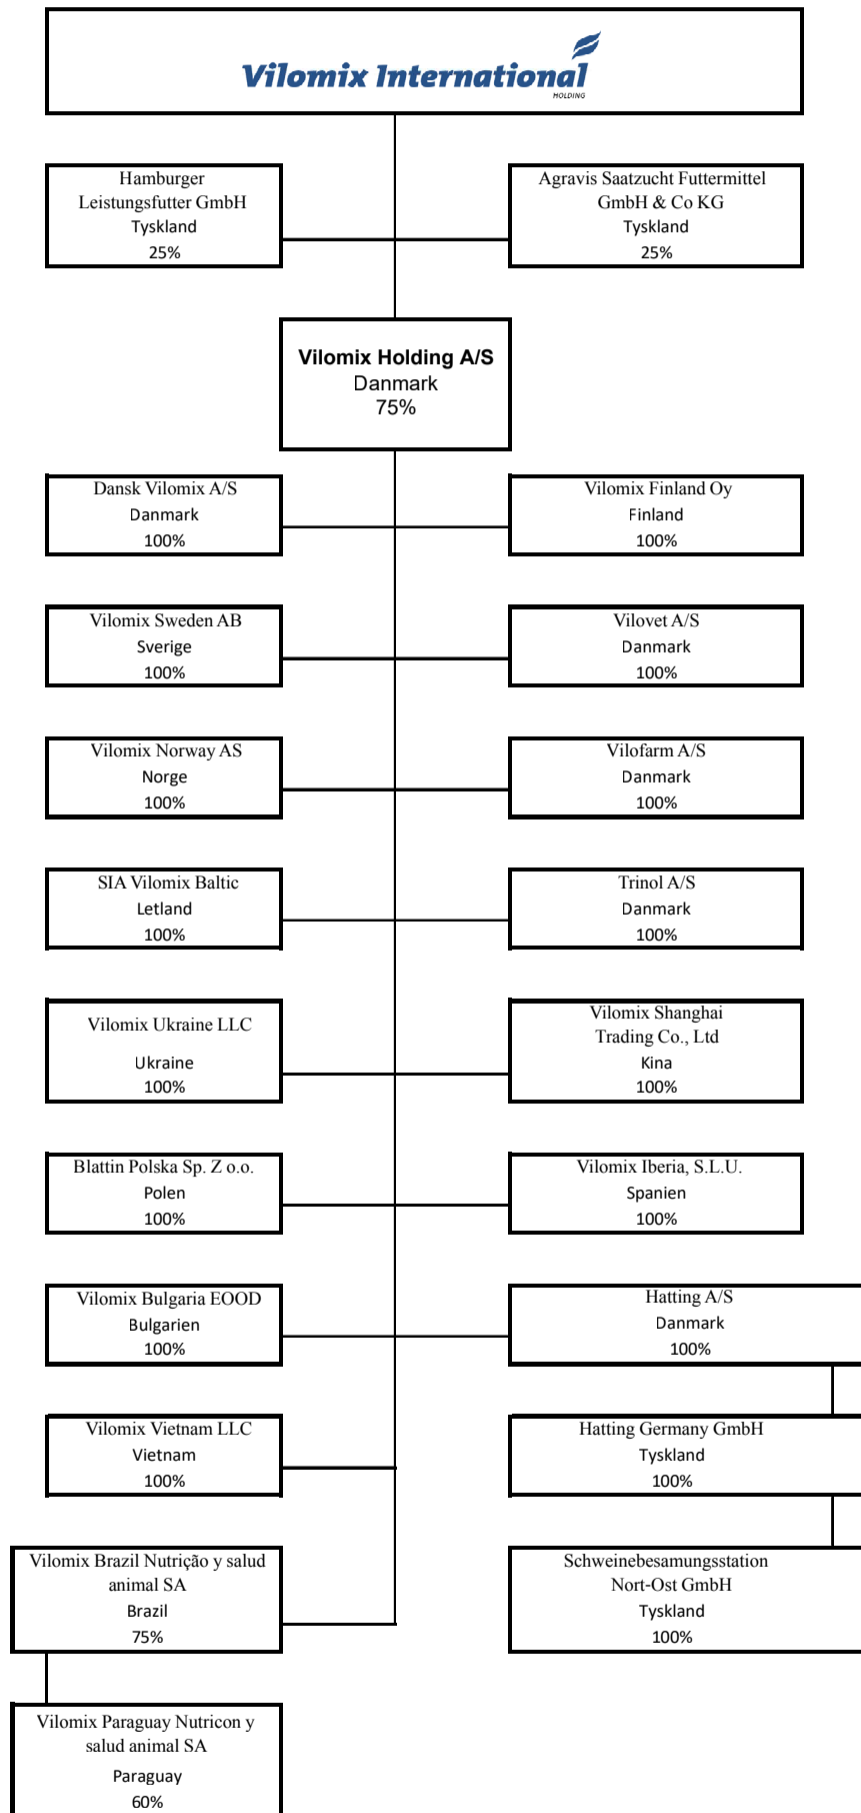 Vilomix International
HOLDING
Hamburger
Leistungsfutter GmbH
Tyskland
25%
Agravis Saatzucht Futtermittel
GmbH & Co KG
Tyskland
25%
Vilomix Holding A/S
Danmark
75%
Dansk Vilomix A/S
Danmark
100%
Vilomix Finland Oy
Finland
100%
Vilomix Sweden AB
Sverige
100%
Vilovet A/S
Danmark
100%
Vilomix Norway AS
Norge
100%
Vilofarm A/S
Danmark
100%
SIA Vilomix Baltic
Letland
100%
Trinol A/S
Danmark
100%
Vilomix Ukraine LLC
Ukraine
100%
Vilomix Shanghai
Trading Co., Ltd
Kina
100%
Blattin Polska Sp. Z o.o.
Polen
100%
Vilomix Iberia, S.L.U.
Spanien
100%
Vilomix Bulgaria EOOD
Bulgarien
100%
Hatting A/S
Danmark
100%
Vilomix Vietnam LLC
Vietnam
100%
Hatting Germany GmbH
Tyskland
100%
Vilomix Brazil Nutrição y salud
animal SA
Brazil
75%
Schweinebesamungsstation
Nort-Ost GmbH
Tyskland
100%
Vilomix Paraguay Nutricon y
salud animal SA
Paraguay
60%